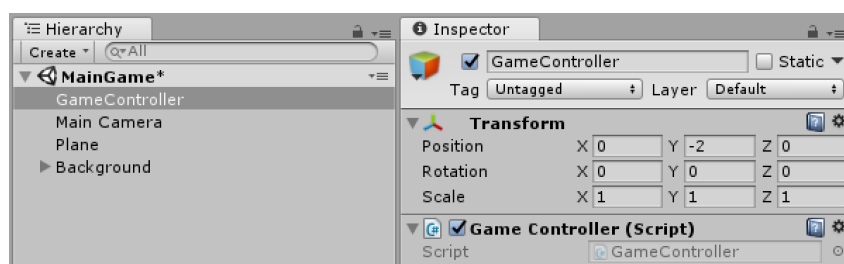 Hierarchy
Create All
MainGame*
GameController
Main Camera
Plane
Background
Inspector
GameController Static
Tag Untagged Layer Default
Transform
Position X 0 Y -2 Z 0
Rotation X 0 Y 0 Z 0
Scale X 1 Y 1 Z 1
Game Controller (Script)
Script GameController